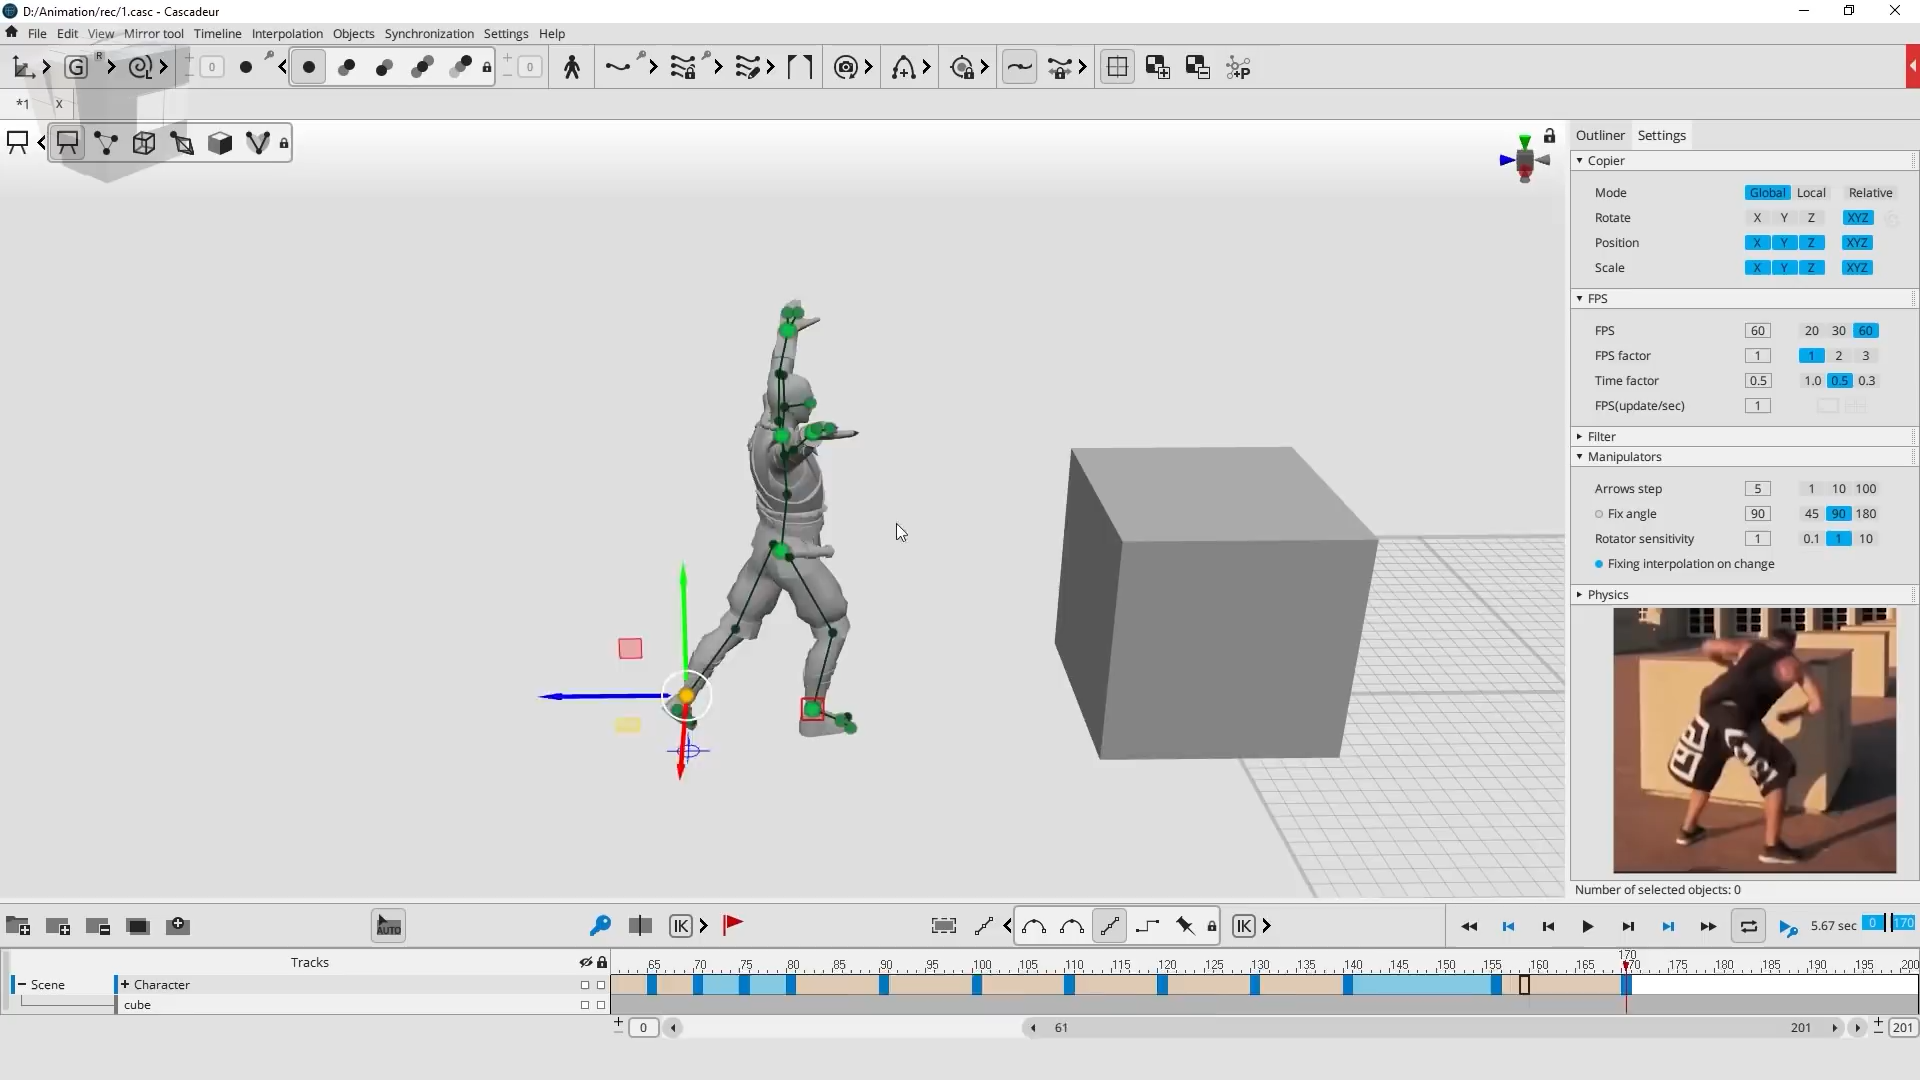 D:/Animation/rec/1.casc - Cascadeur
File Edit View Mirror tool Timeline Interpolation Objects Synchronization Settings Help
G R 0 0 +P
*1 x
Outliner Settings
Copier
Mode Global Local Relative
Rotate X Y Z XYZ
Position X Y Z XYZ
Scale X Y Z XYZ
FPS
FPS 60 20 30 60
FPS factor 1 1 2 3
Time factor 0.5 1.0 0.5 0.3
FPS(update/sec) 1
Filter
Manipulators
Arrows step 5 1 10 100
Fix angle 90 45 90 180
Rotator sensitivity 1 0.1 1 10
Fixing interpolation on change
Physics
Number of selected objects: 0
AUTO IK IK 5.67 sec 0 170
Tracks 65 70 75 80 85 90 95 100 105 110 115 120 125 130 135 140 145 150 155 160 165 170 170 175 180 185 190 195 200
Scene + Character
cube
0 61 201 201